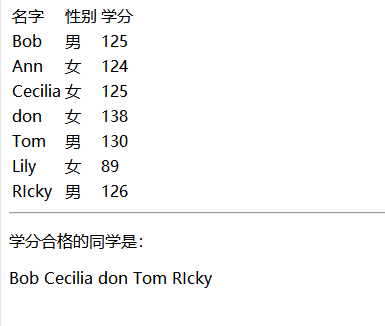 名字 性别 学分
Bob 男 125
Ann 女 124
Cecilia 女 125
don 女 138
Tom 男 130
Lily 女 89
RIcky 男 126
学分合格的同学是：
Bob Cecilia don Tom RIcky